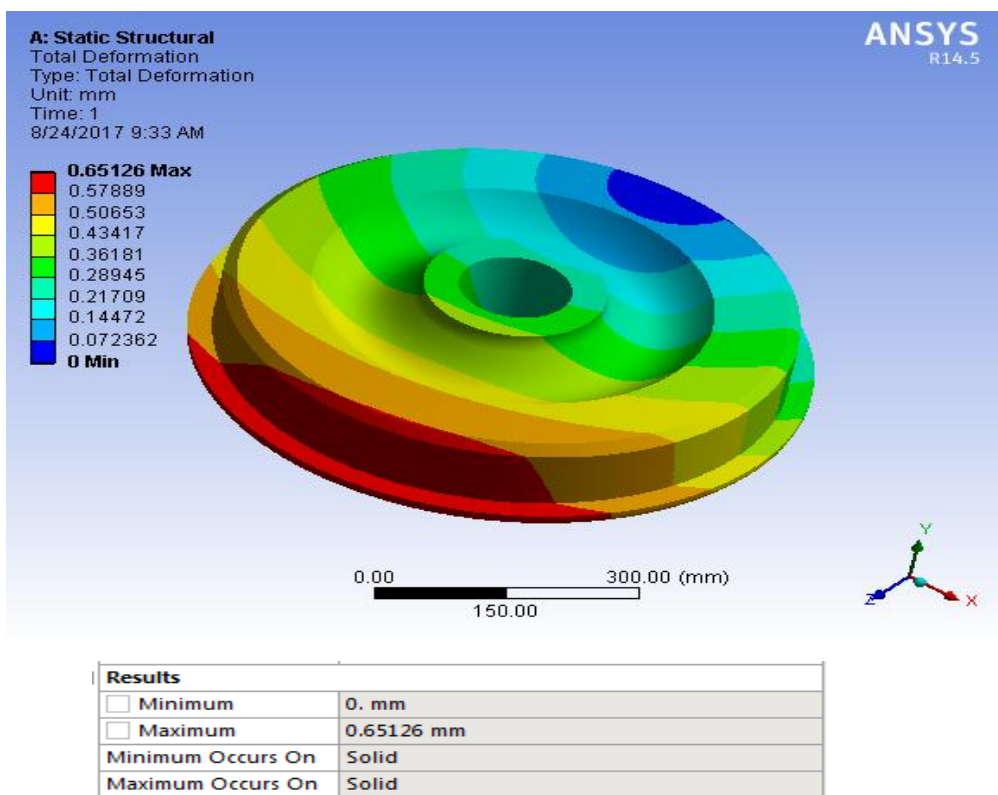 A: Static Structural
Total Deformation
Type: Total Deformation
Unit: mm
Time: 1
8/24/2017 9:33 AM
ANSYS
R14.5
0.65126 Max
0.57889
0.50653
0.43417
0.36181
0.28945
0.21709
0.14472
0.072362
0 Min
0.00 300.00 (mm)
150.00
Y
Z X
Results
Minimum 0. mm
Maximum 0.65126 mm
Minimum Occurs On Solid
Maximum Occurs On Solid